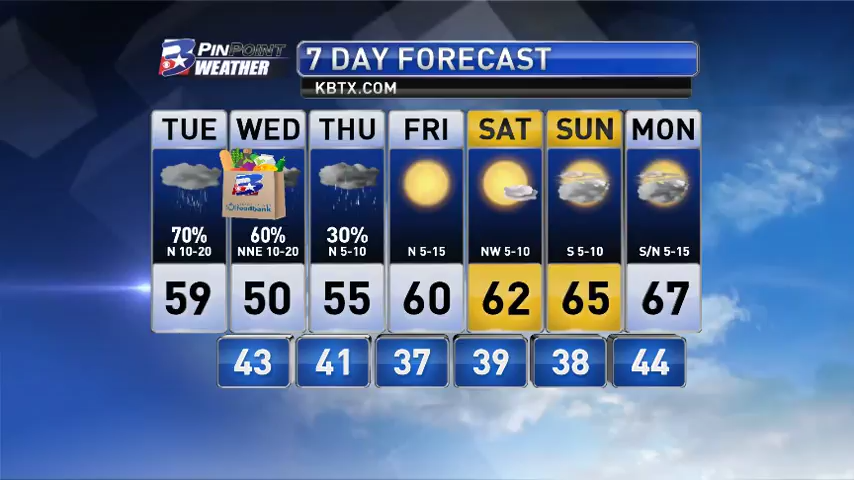 PINPOINT
WEATHER
7 DAY FORECAST
KBTX.COM
TUE WED THU FRI SAT SUN MON
70% 60% 30%
N 10-20 NNE 10-20 N 5-10 N 5-15 NW 5-10 S 5-10 S/N 5-15
59 50 55 60 62 65 67
43 41 37 39 38 44
foodbank